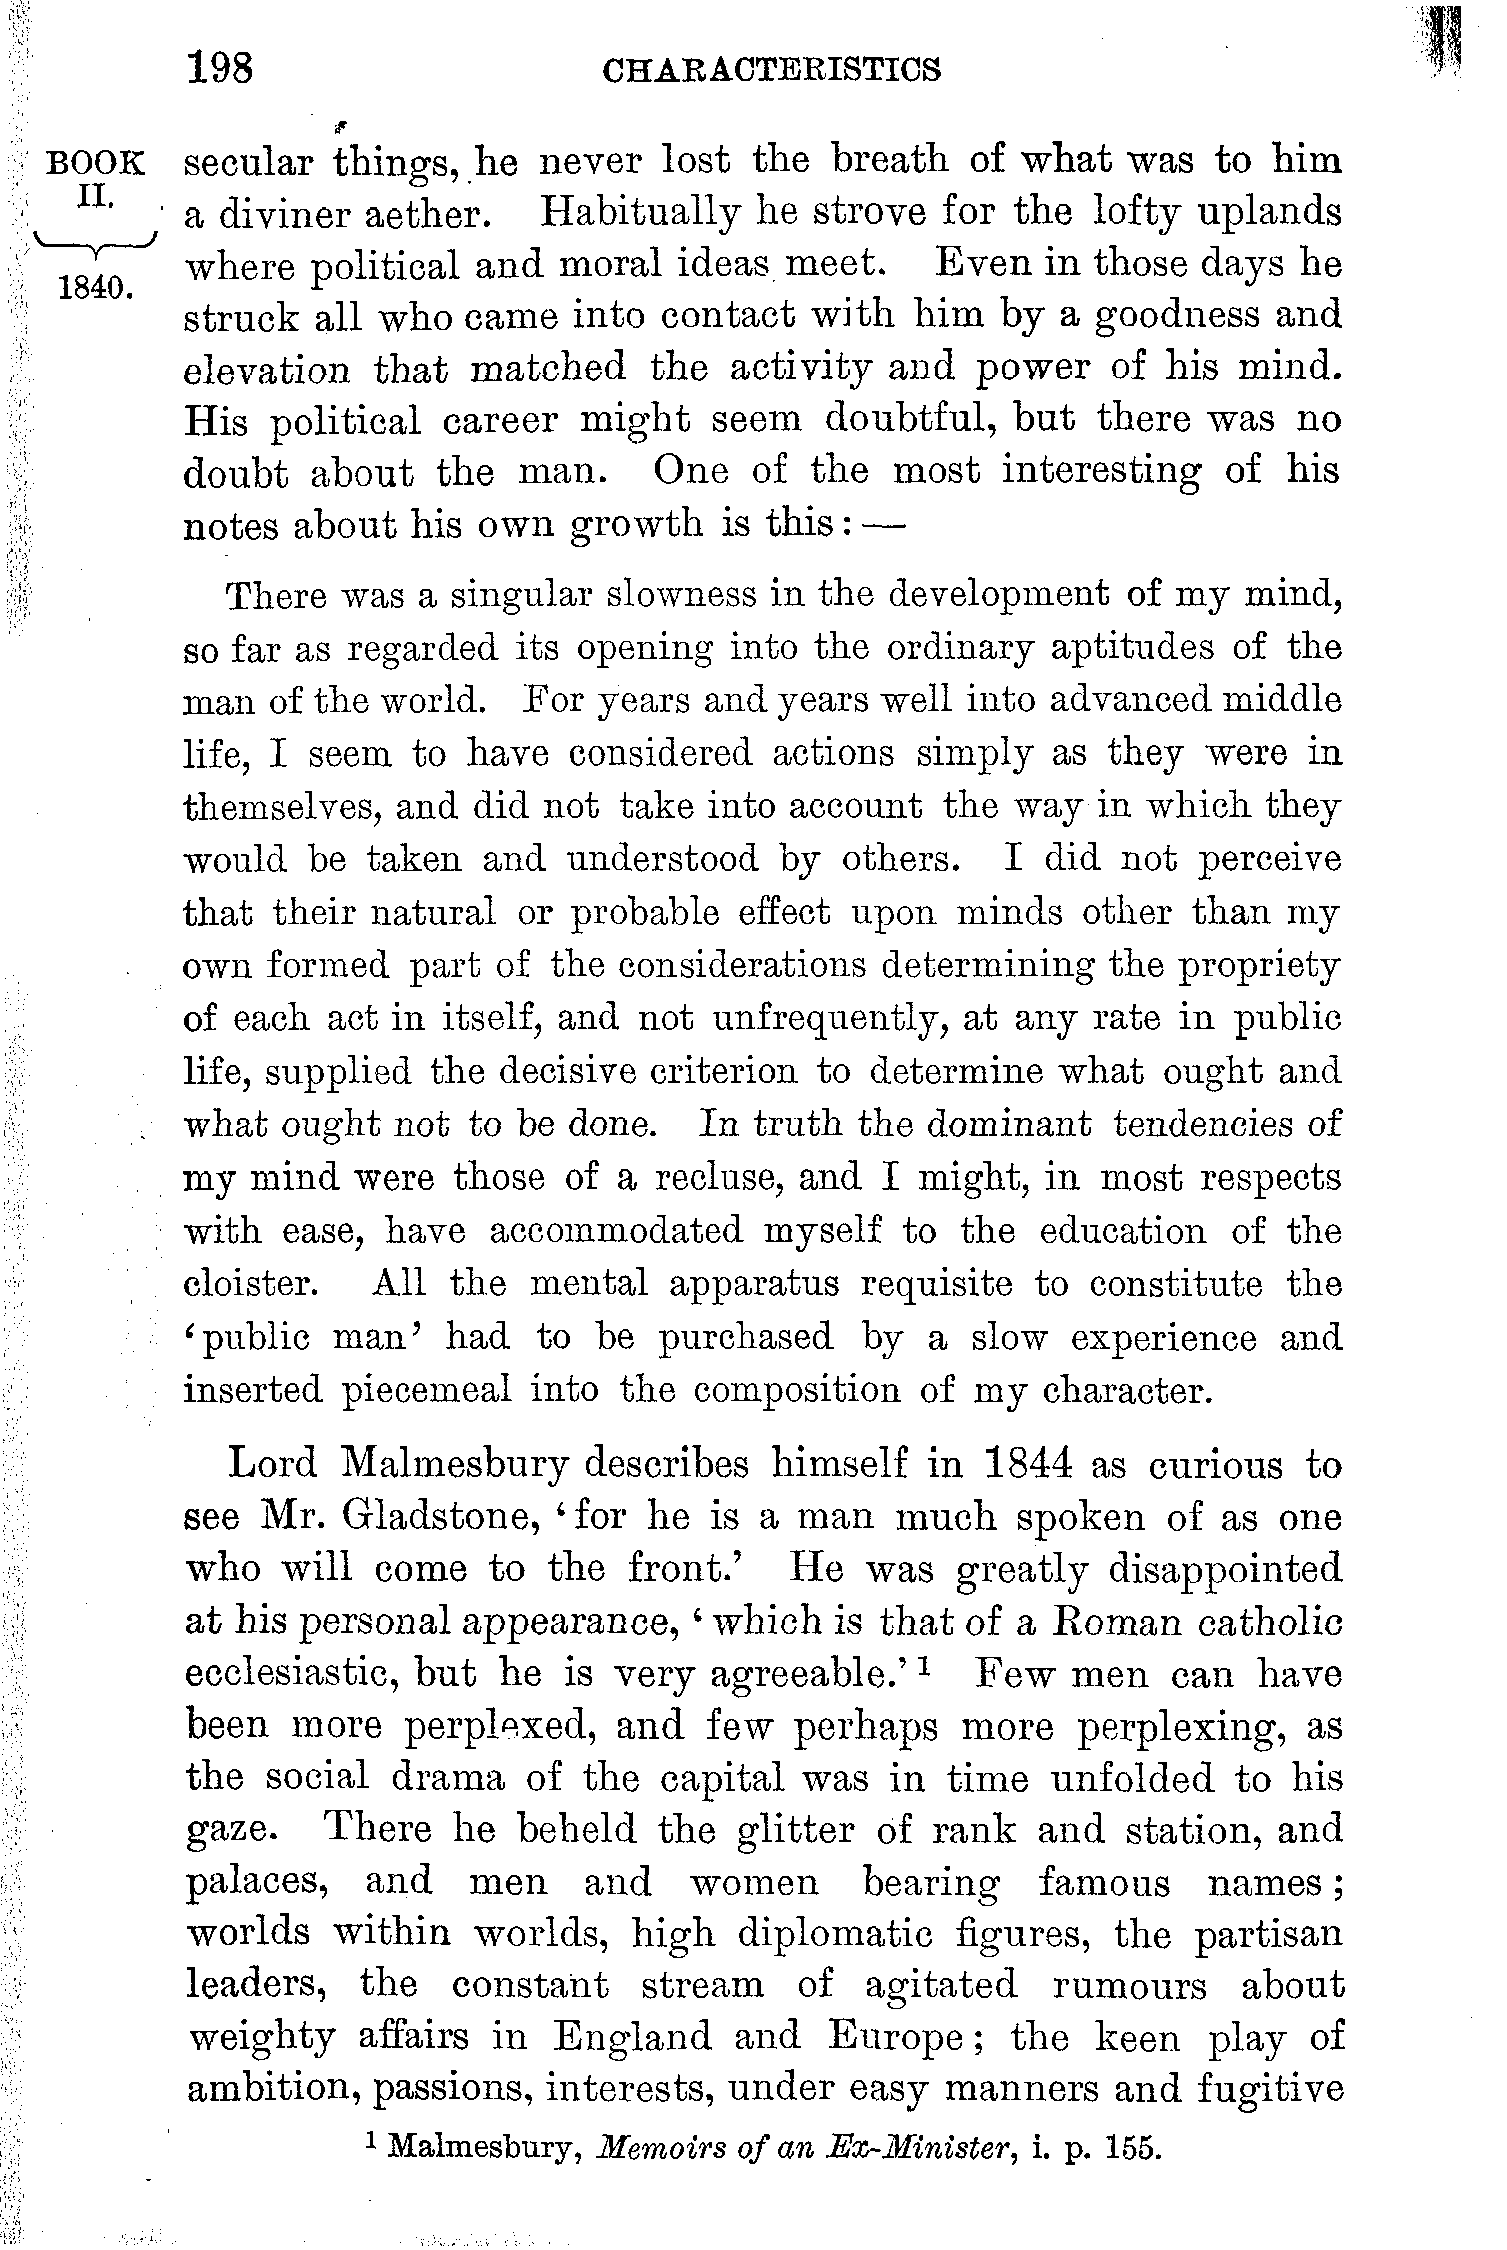 198 CHARACTERISTICS
BOOK
II.
1840.
secular things, he never lost the breath of what was to him
a diviner aether. Habitually he strove for the lofty uplands
where political and moral ideas meet. Even in those days he
struck all who came into contact with him by a goodness and
elevation that matched the activity and power of his mind.
His political career might seem doubtful, but there was no
doubt about the man. One of the most interesting of his
notes about his own growth is this:—
There was a singular slowness in the development of my mind,
so far as regarded its opening into the ordinary aptitudes of the
man of the world. For years and years well into advanced middle
life, I seem to have considered actions simply as they were in
themselves, and did not take into account the way in which they
would be taken and understood by others. I did not perceive
that their natural or probable effect upon minds other than my
own formed part of the considerations determining the propriety
of each act in itself, and not unfrequently, at any rate in public
life, supplied the decisive criterion to determine what ought and
what ought not to be done. In truth the dominant tendencies of
my mind were those of a recluse, and I might, in most respects
with ease, have accommodated myself to the education of the
cloister. All the mental apparatus requisite to constitute the
‘public man’ had to be purchased by a slow experience and
inserted piecemeal into the composition of my character.
Lord Malmesbury describes himself in 1844 as curious to
see Mr. Gladstone, ‘for he is a man much spoken of as one
who will come to the front.’ He was greatly disappointed
at his personal appearance, ‘which is that of a Roman catholic
ecclesiastic, but he is very agreeable.’ 1 Few men can have
been more perplexed, and few perhaps more perplexing, as
the social drama of the capital was in time unfolded to his
gaze. There he beheld the glitter of rank and station, and
palaces, and men and women bearing famous names;
worlds within worlds, high diplomatic figures, the partisan
leaders, the constant stream of agitated rumours about
weighty affairs in England and Europe; the keen play of
ambition, passions, interests, under easy manners and fugitive
1 Malmesbury, Memoirs of an Ex-Minister, i. p. 155.